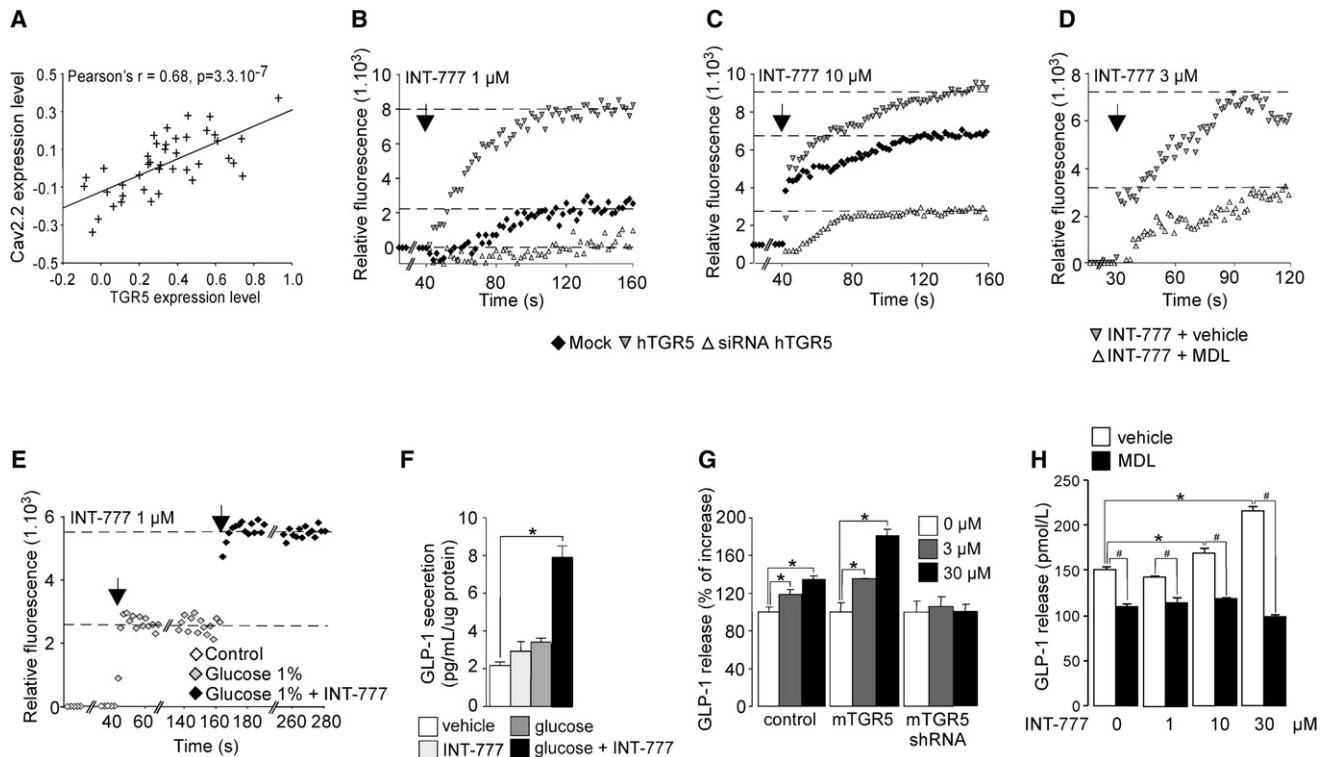 A
Pearson's r = 0.68, p=3.3.10-7
Cav2.2 expression level
0.5
0.3
0.1
-0.1
-0.3
-0.5
-0.2 0.0 0.2 0.4 0.6 0.8 1.0
TGR5 expression level
B
INT-777 1 µM
Relative fluorescence (1.10³)
10
8
6
4
2
0
40 80 120 160
Time (s)
C
INT-777 10 µM
Relative fluorescence (1.10³)
10
8
6
4
2
0
40 80 120 160
Time (s)
Mock hTGR5 siRNA hTGR5
D
INT-777 3 µM
Relative fluorescence (1.10³)
8
6
4
2
0
30 60 90 120
Time (s)
INT-777 + vehicle
INT-777 + MDL
E
INT-777 1 µM
Relative fluorescence (1.10³)
6
4
2
0
Control
Glucose 1%
Glucose 1% + INT-777
40 60 140 160 180 260 280
Time (s)
F
GLP-1 seceretion
(pg/mL/ug protein)
10
8
6
4
2
0
*
vehicle glucose
INT-777 glucose + INT-777
G
GLP-1 release (% of increase)
200
160
120
80
40
0
* * * *
0 µM
3 µM
30 µM
control mTGR5 mTGR5
shRNA
H
vehicle
MDL
GLP-1 release (pmol/L)
250
200
150
100
50
0
* #
*
# # #
INT-777 0 1 10 30 µM